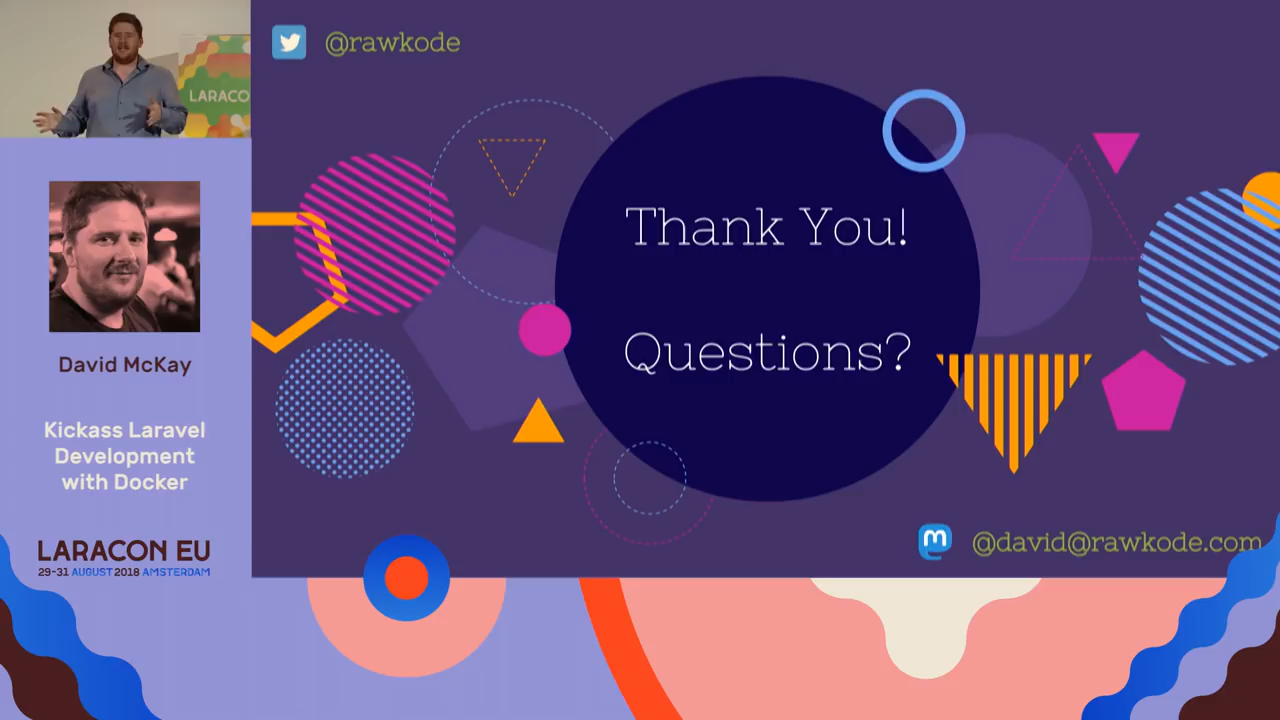 @rawkode
LARACO
Thank You!
Questions?
@david@rawkode.com
David McKay
Kickass Laravel
Development
with Docker
LARACON EU
29-31 AUGUST 2018 AMSTERDAM